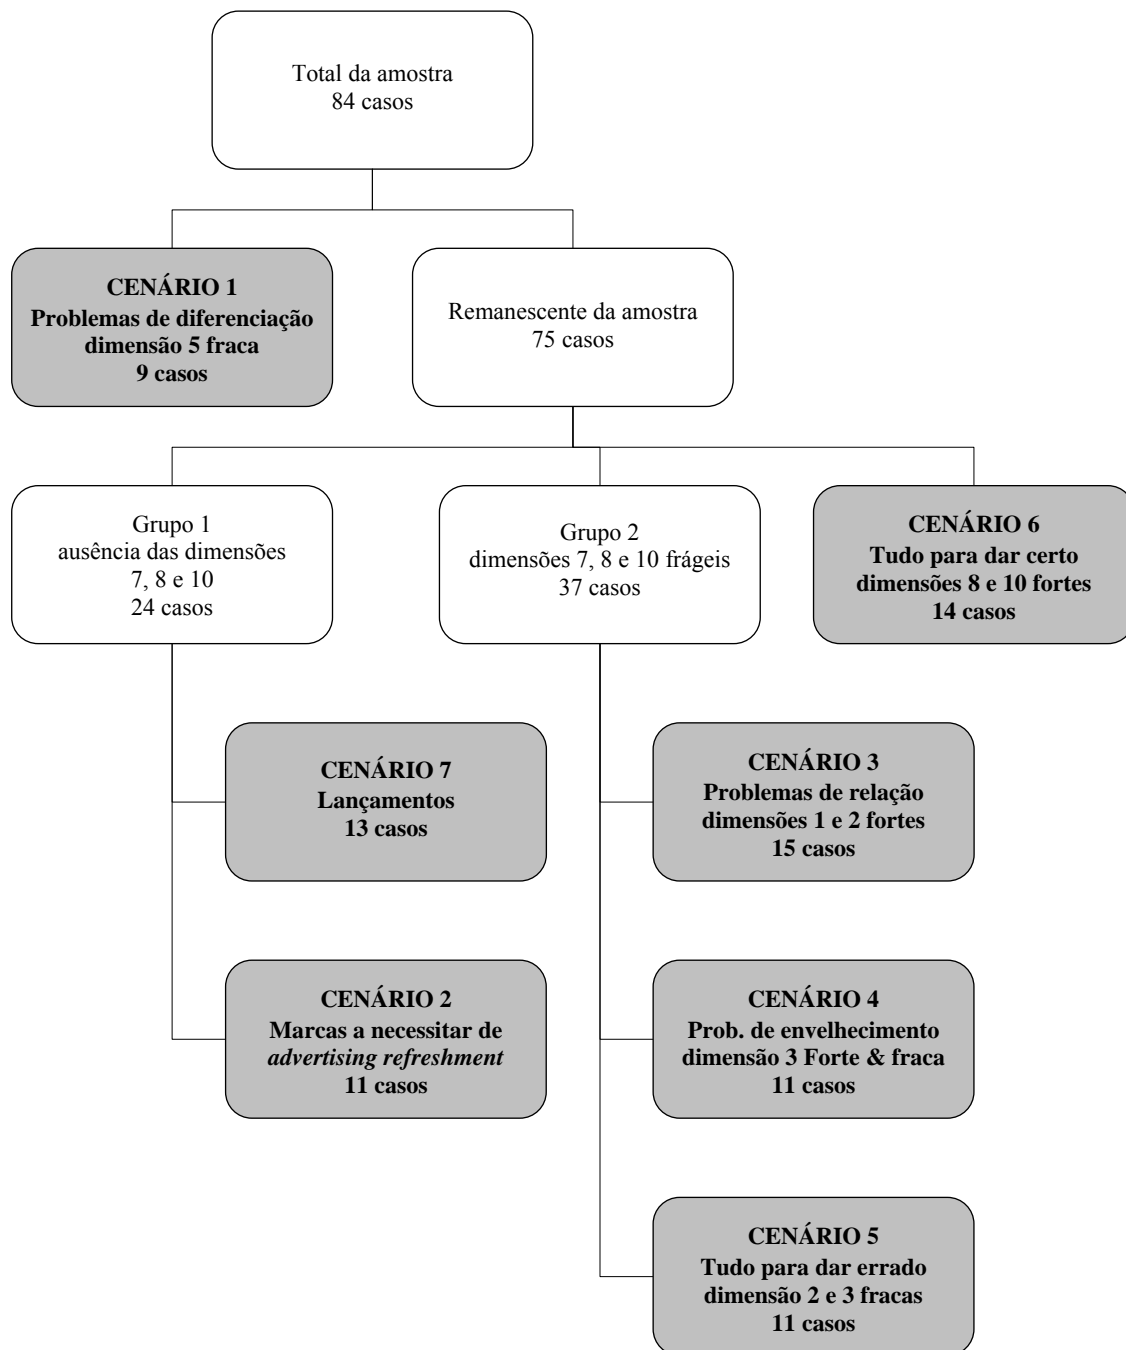 Total da amostra
84 casos
CENÁRIO 1
Problemas de diferenciação
dimensão 5 fraca
9 casos
Remanescente da amostra
75 casos
Grupo 1
ausência das dimensões
7, 8 e 10
24 casos
Grupo 2
dimensões 7, 8 e 10 frágeis
37 casos
CENÁRIO 6
Tudo para dar certo
dimensões 8 e 10 fortes
14 casos
CENÁRIO 7
Lançamentos
13 casos
CENÁRIO 3
Problemas de relação
dimensões 1 e 2 fortes
15 casos
CENÁRIO 2
Marcas a necessitar de
advertising refreshment
11 casos
CENÁRIO 4
Prob. de envelhecimento
dimensão 3 Forte & fraca
11 casos
CENÁRIO 5
Tudo para dar errado
dimensão 2 e 3 fracas
11 casos